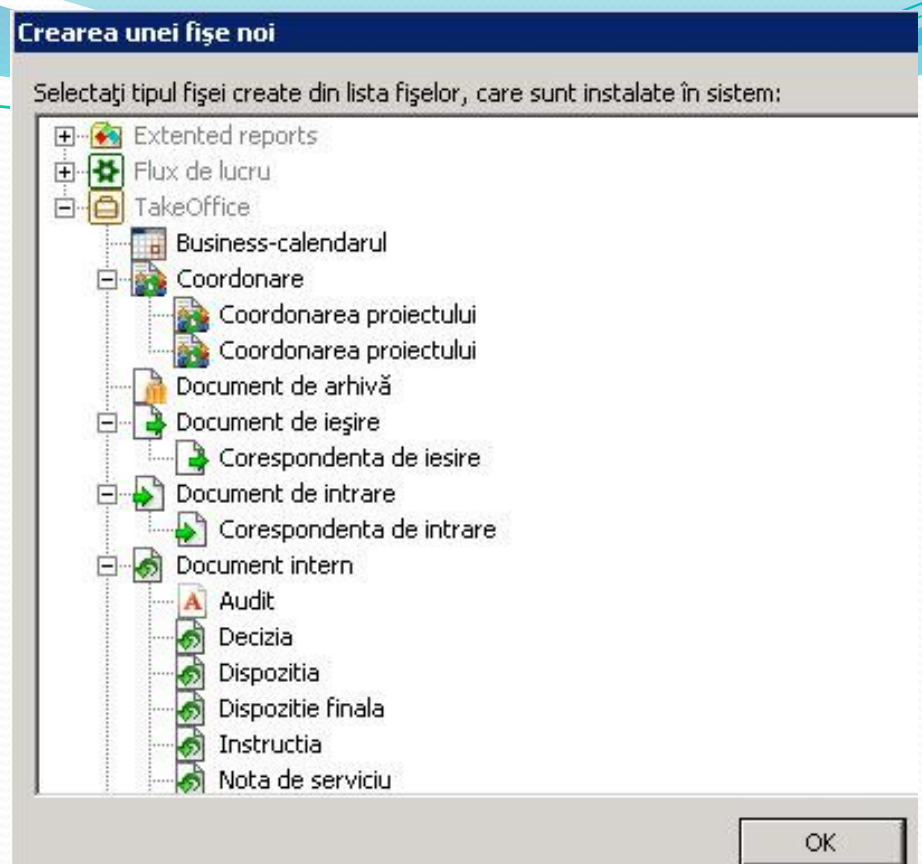 Crearea unei fişe noi
Selectaţi tipul fişei create din lista fişelor, care sunt instalate în sistem:
Extented reports
Flux de lucru
TakeOffice
Business-calendarul
Coordonare
Coordonarea proiectului
Coordonarea proiectului
Document de arhivă
Document de ieşire
Corespondenta de iesire
Document de intrare
Corespondenta de intrare
Document intern
A Audit
Decizia
Dispozitia
Dispozitie finala
Instructia
Nota de serviciu
OK